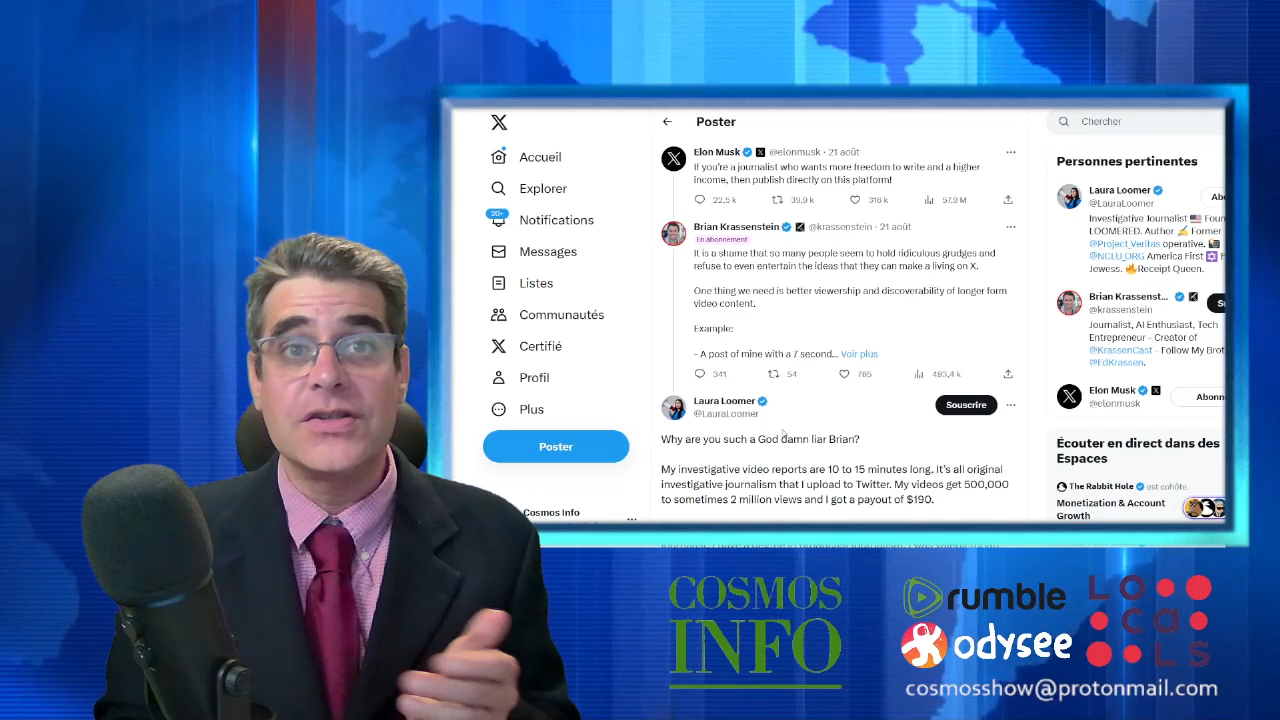 Poster
Chercher
Accueil
Explorer
20+
Notifications
Messages
Listes
Communautés
Certifié
Profil
Plus
Poster
Cosmos Info
Elon Musk @elonmusk · 21 août
If you're a journalist who wants more freedom to write and a higher
income, then publish directly on this platform!
22,5 k 39,9 k 316 k 57,9 M
Brian Krassenstein @krassenstein · 21 août
En abonnement
It is a shame that so many people seem to hold ridiculous grudges and
refuse to even entertain the ideas that they can make a living on X.
One thing we need is better viewership and discoverability of longer form
video content.
Example:
- A post of mine with a 7 second... Voir plus
341 54 785 493,4 k
Laura Loomer
@LauraLoomer
Souscrire
Why are you such a God damn liar Brian?
My investigative video reports are 10 to 15 minutes long. It's all original
investigative journalism that I upload to Twitter. My videos get 500,000
to sometimes 2 million views and I got a payout of $190.
Personnes pertinentes
Laura Loomer
@LauraLoomer
Abo
Investigative Journalist Foun
LOOMERED. Author Former
@Project_Veritas operative.
@NCLU_ORG America First
Jewess. Receipt Queen.
Brian Krassenst...
@krassenstein
Su
Journalist, AI Enthusiast, Tech
Entrepreneur - Creator of
@KrassenCast - Follow My Brot
@EdKrassen.
Elon Musk
@elonmusk
Abonn
Écouter en direct dans des
Espaces
The Rabbit Hole est cohôte.
Monetization & Account
Growth
COSMOS
INFO
rumble
odysee
LOcaLS
cosmosshow@protonmail.com